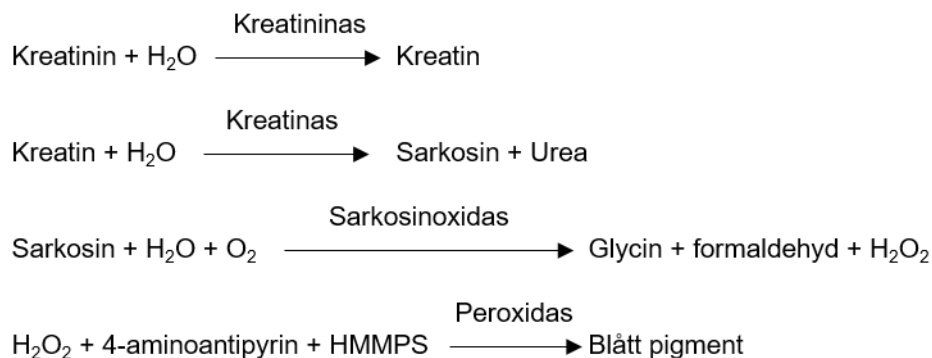 Kreatininas
Kreatinin + H₂O → Kreatin
Kreatinas
Kreatin + H₂O → Sarkosin + Urea
Sarkosinoxidas
Sarkosin + H₂O + O₂ → Glycin + formaldehyd + H₂O₂
Peroxidas
H₂O₂ + 4-aminoantipyrin + HMMPS → Blått pigment